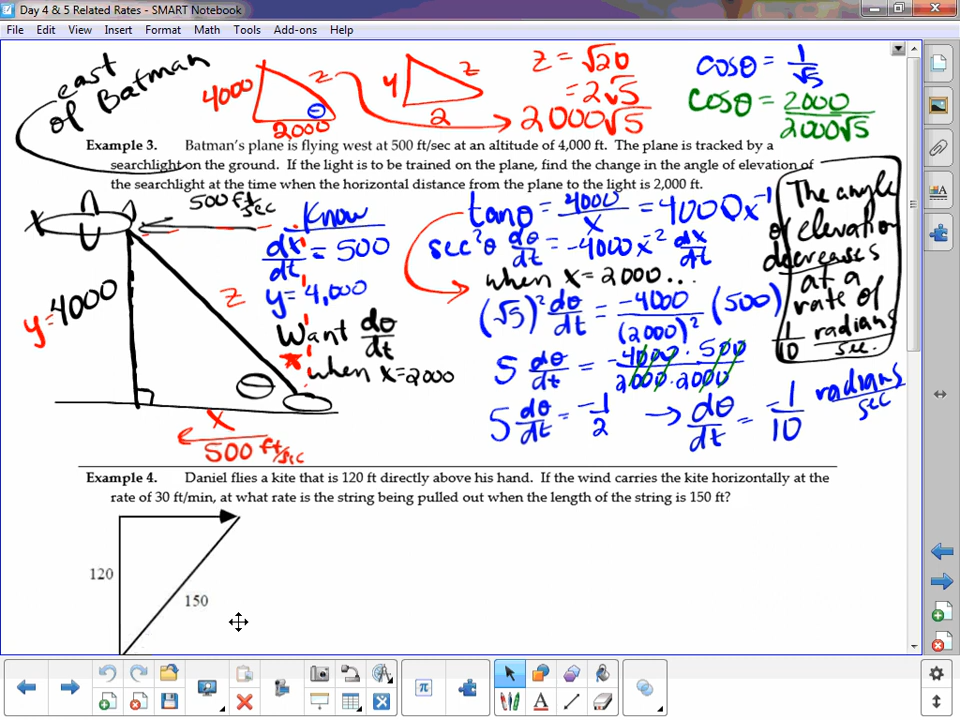 Day 4 & 5 Related Rates - SMART Notebook
File Edit View Insert Format Math Tools Add-ons Help
east
of Batman
4000 z θ 2000
4 z 2
z = √20
= 2√5
2000√5
cosθ = 1/√5
cosθ = 2000/2000√5
Example 3. Batman's plane is flying west at 500 ft/sec at an altitude of 4,000 ft. The plane is tracked by a
searchlight on the ground. If the light is to be trained on the plane, find the change in the angle of elevation of
the searchlight at the time when the horizontal distance from the plane to the light is 2,000 ft.
500 ft/sec
y=4000
z
θ
x
500 ft/sec
Know
dx/dt = 500
y = 4,000
Want dθ/dt
when x=2000
tanθ = 4000/x = 4000x⁻¹
sec²θ dθ/dt = -4000x⁻² dx/dt
when x=2000...
(√5)² dθ/dt = -4000/(2000)² (500)
5 dθ/dt = -4000·500/2000·2000
5 dθ/dt = -1/2 → dθ/dt = -1/10 radians/sec
The angle
of elevation
decreases
at a
rate of
1/10 radians/sec.
Example 4. Daniel flies a kite that is 120 ft directly above his hand. If the wind carries the kite horizontally at the
rate of 30 ft/min, at what rate is the string being pulled out when the length of the string is 150 ft?
120
150
π
A